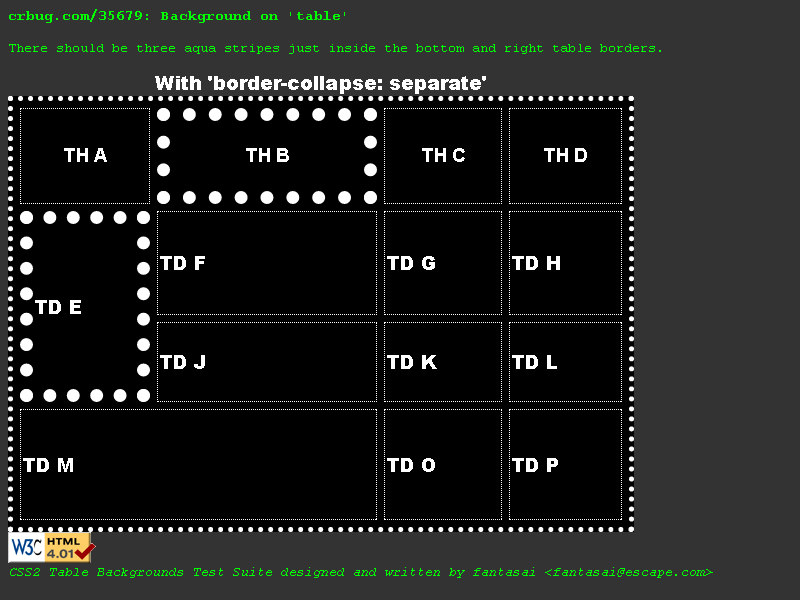 crbug.com/35679: Background on 'table'
There should be three aqua stripes just inside the bottom and right table borders.
With 'border-collapse: separate'
TH A TH B TH C TH D
TD F TD G TD H
TD E
TD J TD K TD L
TD M TD O TD P
W3C HTML 4.01
CSS2 Table Backgrounds Test Suite designed and written by fantasai <fantasai@escape.com>